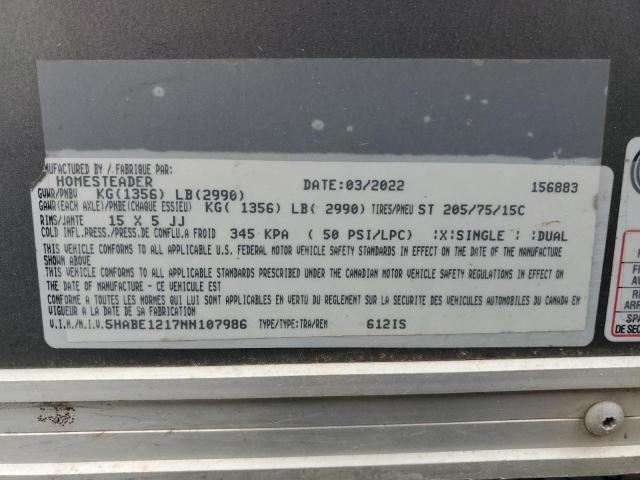 MANUFACTURED BY / FABRIQUE PAR:
HOMESTEADER DATE:03/2022 156883
GVWR/PNBV KG(1356) LB(2990)
GAWR(EACH AXLE)/PNBE(CHAQUE ESSIEU) KG( 1356) LB( 2990) TIRES/PNEU ST 205/75/15C
RIMS/JANTE 15 X 5 JJ
COLD INFL.PRESS./PRESS.DE CONFL.A FROID 345 KPA ( 50 PSI/LPC) :X:SINGLE : :DUAL
THIS VEHICLE CONFORMS TO ALL APPLICABLE U.S. FEDERAL MOTOR VEHICLE SAFETY STANDARDS IN EFFECT ON THE DATE OF THE MANUFACTURE
SHOWN ABOVE
THIS VEHICLE CONFORMS TO ALL APPLICABLE STANDARDS PRESCRIBED UNDER THE CANADIAN MOTOR VEHICLE SAFETY REGULATIONS IN EFFECT ON
THE DATE OF MANUFACTURE - CE VEHICULE EST
CONFORME A TOUTES LES NORMES QUI LUI SONT APPLICABLES EN VERTU DU REGLEMENT SUR LA SECURITE DES VEHICULES AUTOMOBILES DU CANADA EN
VIGUEUR A LA DATE DE SA FABRICATION
V.I.N./N.I.V. 5HABE1217NN107986 TYPE/TYPE:TRA/REM 612IS
ARR
SPA
DE SEC